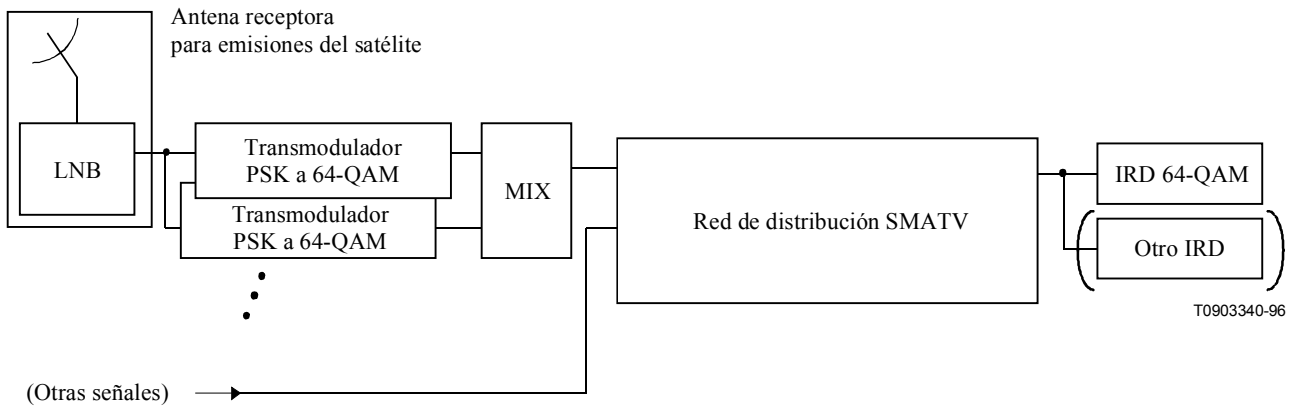 Antena receptora
para emisiones del satélite
LNB
Transmodulador
PSK a 64-QAM
Transmodulador
PSK a 64-QAM
MIX
Red de distribución SMATV
IRD 64-QAM
Otro IRD
T0903340-96
(Otras señales)